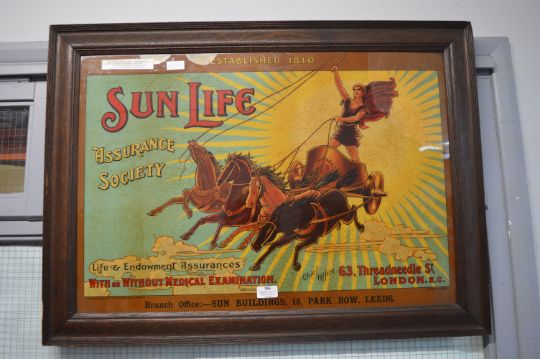 ESTABLISHED 1810
SUN LIFE
ASSURANCE
SOCIETY
Life & Endowment Assurances
WITH OR WITHOUT MEDICAL EXAMINATION.
Chf. Office 63, Threadneedle St.
LONDON. E.C.
Branch Office:—SUN BUILDINGS, 15, PARK ROW, LEEDS.